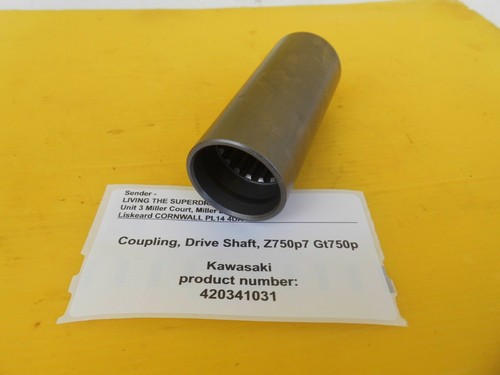 Sender -
LIVING THE
Unit 3 Miller Court, Miller
Liskeard CORNWALL PL14
Coupling, Drive Shaft, Z750p7 Gt750p
Kawasaki
product number:
420341031